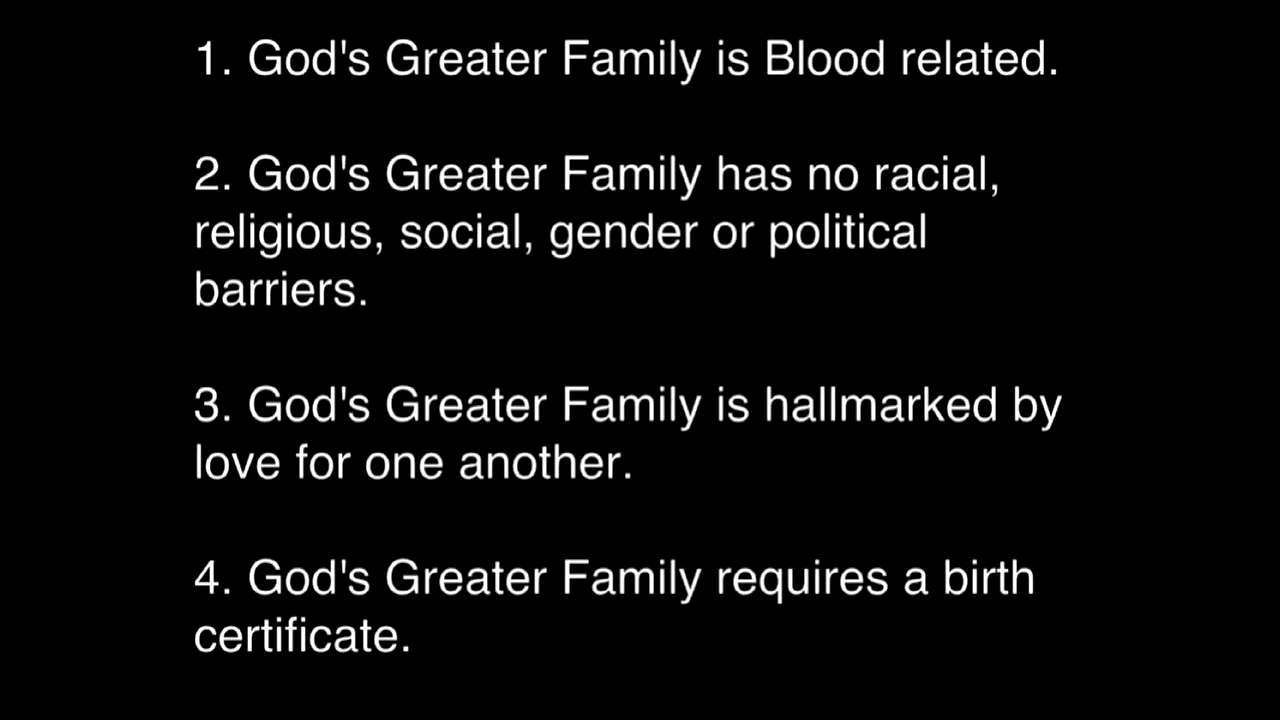 1. God's Greater Family is Blood related.
2. God's Greater Family has no racial,
religious, social, gender or political
barriers.
3. God's Greater Family is hallmarked by
love for one another.
4. God's Greater Family requires a birth
certificate.